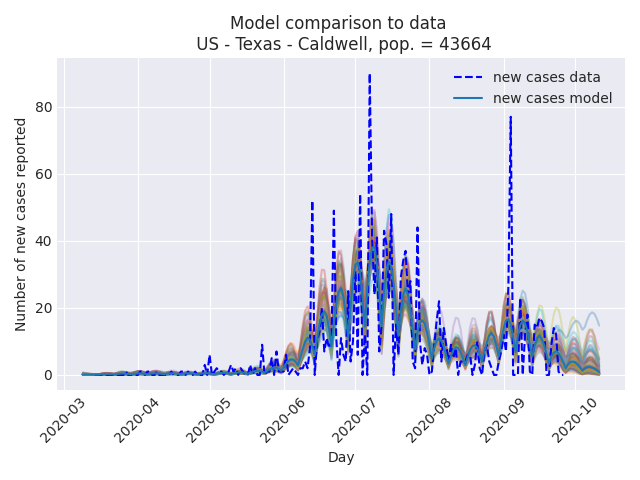 Model comparison to data
US - Texas - Caldwell, pop. = 43664
new cases data
new cases model
Number of new cases reported
80
60
40
20
0
2020-03
2020-04
2020-05
2020-06
2020-07
2020-08
2020-09
2020-10
Day